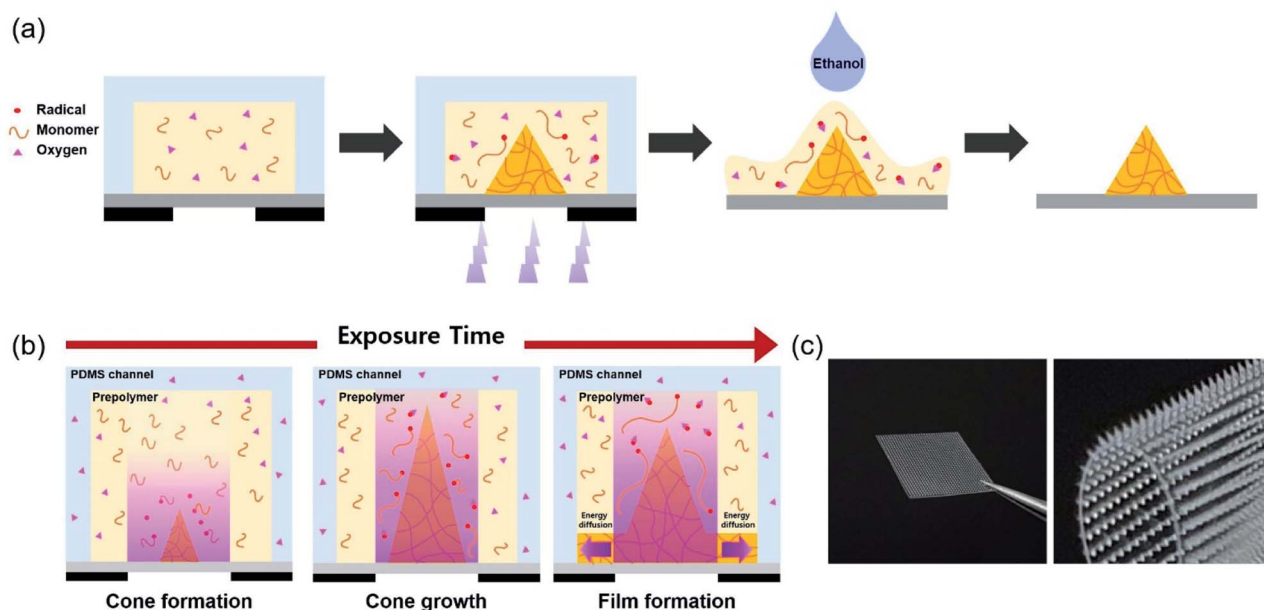 (a)
Radical
Monomer
Oxygen
Ethanol
(b)
Exposure Time
PDMS channel
Prepolymer
PDMS channel
Prepolymer
PDMS channel
Prepolymer
Energy
diffusion
Energy
diffusion
Cone formation
Cone growth
Film formation
(c)